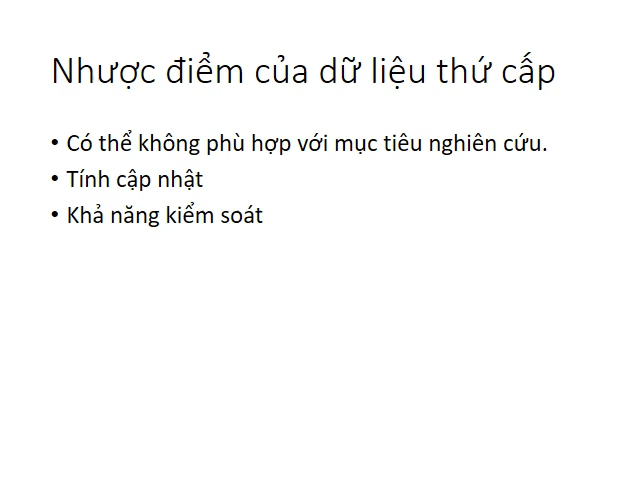 Nhược điểm của dữ liệu thứ cấp
• Có thể không phù hợp với mục tiêu nghiên cứu.
• Tính cập nhật
• Khả năng kiểm soát